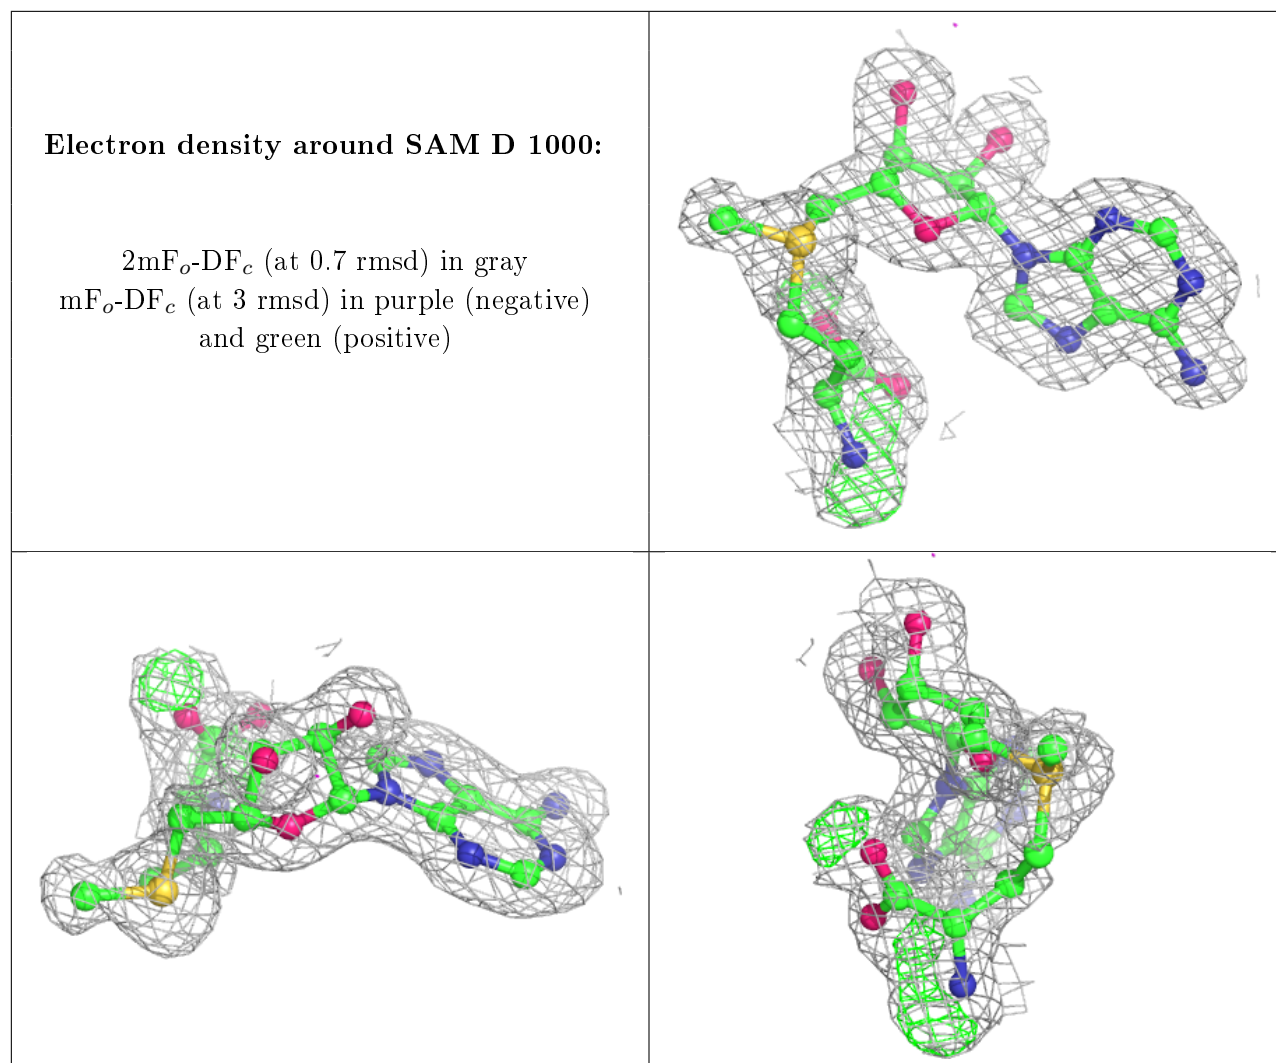 Electron density around SAM D 1000:
2mFₒ-DF𝒸 (at 0.7 rmsd) in gray
mFₒ-DF𝒸 (at 3 rmsd) in purple (negative)
and green (positive)